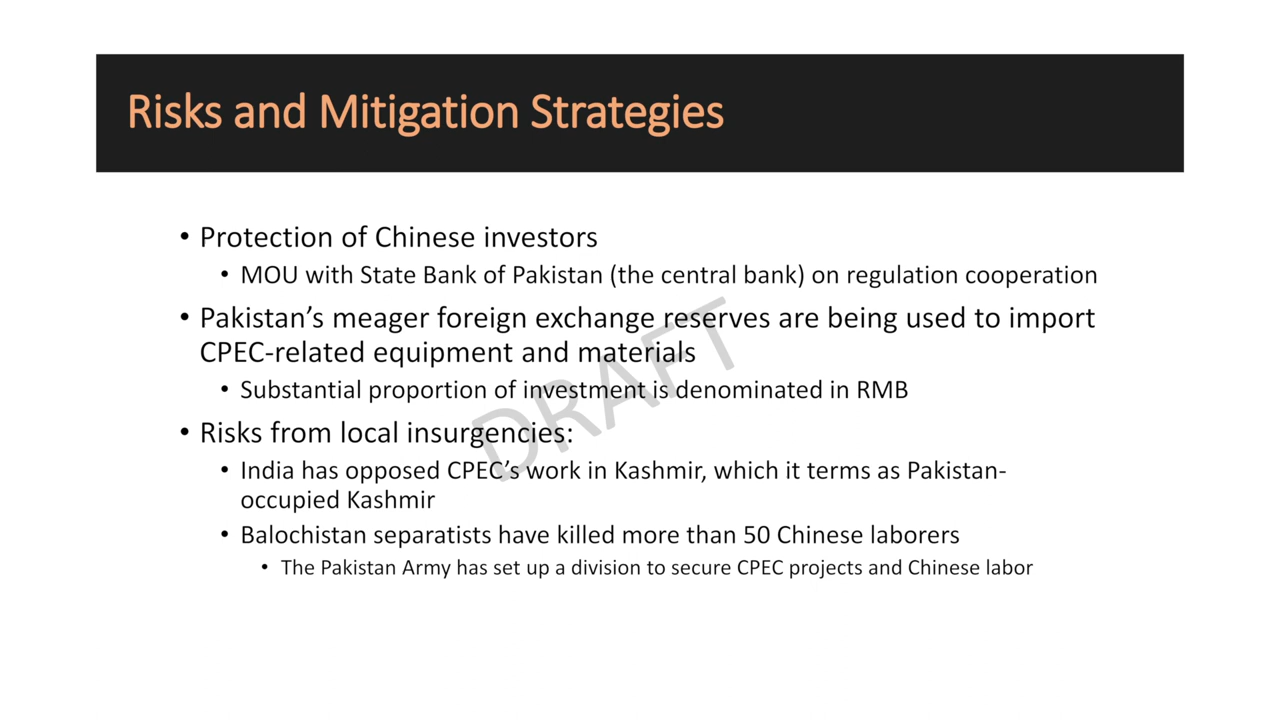 Risks and Mitigation Strategies
• Protection of Chinese investors
• MOU with State Bank of Pakistan (the central bank) on regulation cooperation
• Pakistan’s meager foreign exchange reserves are being used to import
CPEC-related equipment and materials
• Substantial proportion of investment is denominated in RMB
• Risks from local insurgencies:
• India has opposed CPEC’s work in Kashmir, which it terms as Pakistan-
occupied Kashmir
• Balochistan separatists have killed more than 50 Chinese laborers
• The Pakistan Army has set up a division to secure CPEC projects and Chinese labor
DRAFT